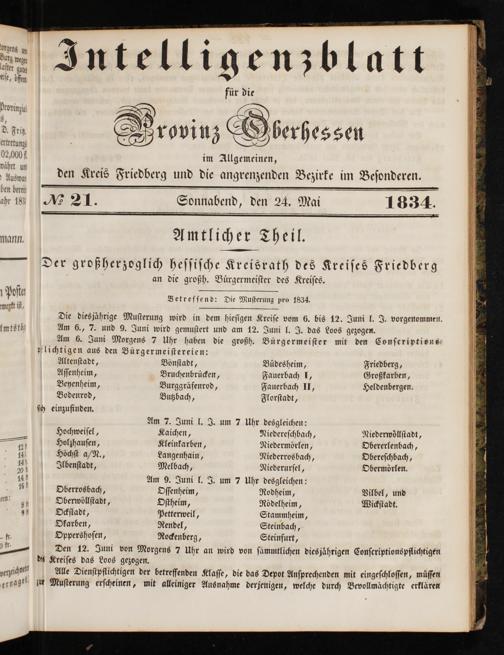 Intelligenzblatt
für die
Provinz Oberhessen
im Allgemeinen,
den Kreis Friedberg und die angrenzenden Bezirke im Besonderen.
№ 21. Sonnabend, den 24. Mai 1834.
Amtlicher Theil.
Der großherzoglich hessische Kreisrath des Kreises Friedberg
an die großh. Bürgermeister des Kreises.
Betreffend: Die Musterung pro 1834.
Die diesjährige Musterung wird in dem hiesigen Kreise vom 6. bis 12. Juni l. J. vorgenommen.
Am 6., 7. und 9. Juni wird gemustert und am 12. Juni l. J. das Loos gezogen.
Am 6. Juni Morgens 7 Uhr haben die großh. Bürgermeister mit den Conscriptions-
pflichtigen aus den Bürgermeistereien:
Altenstadt, Bönstadt, Büdesheim, Friedberg,
Assenheim, Bruchenbrücken, Fauerbach I, Großkarben,
Beyenheim, Burggräfenrod, Fauerbach II, Heldenbergen.
Bodenrod, Butzbach, Florstadt,
sich einzufinden.
Am 7. Juni l. J. um 7 Uhr desgleichen:
Hochweisel, Kaichen, Niedereschbach, Niederwöllstadt,
Holzhausen, Kleinkarben, Niedermörlen, Obererlenbach,
Höchst a/N., Langenhain, Niederrosbach, Obereschbach,
Ilbenstadt, Melbach, Niederursel, Obermörlen.
Am 9. Juni l. J. um 7 Uhr desgleichen:
Oberrosbach, Ossenheim, Rodheim, Vilbel, und
Oberwöllstadt, Ostheim, Rödelheim, Wickstadt.
Ockstadt, Petterweil, Stammheim,
Okarben, Rendel, Steinbach,
Oppershofen, Rockenberg, Steinfurt,
Den 12. Juni von Morgens 7 Uhr an wird von sämmtlichen diesjährigen Conscriptionspflichtigen
des Kreises das Loos gezogen.
Alle Dienstpflichtigen der betreffenden Klasse, die das Depot Ansprechenden mit eingeschlossen, müssen
zur Musterung erscheinen, mit alleiniger Ausnahme derjenigen, welche durch Bevollmächtigte erklären